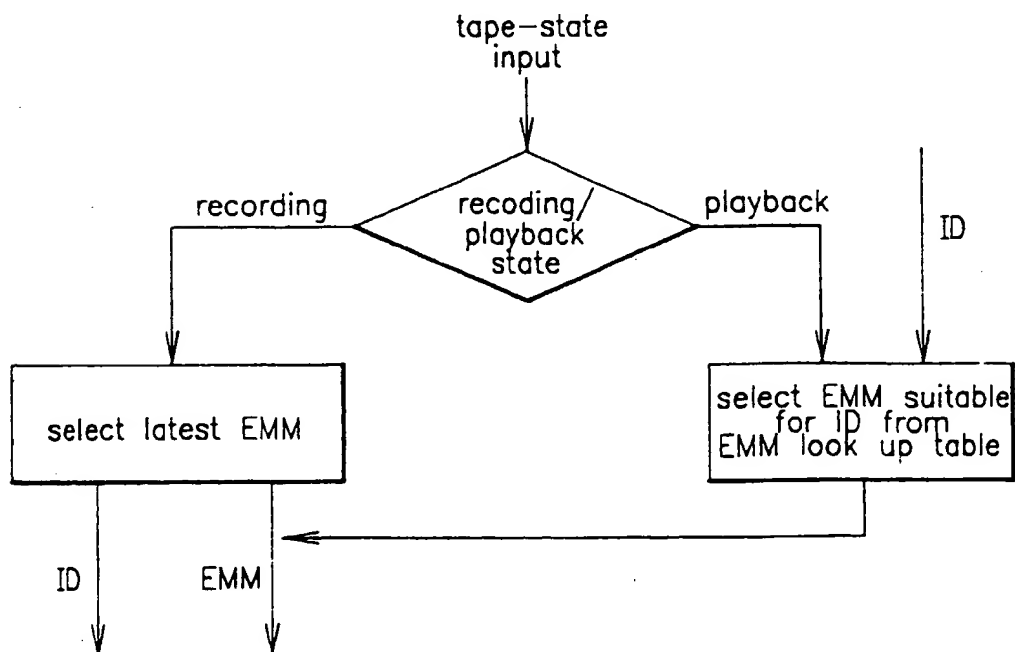 tape-state
input
recording
recoding/
playback
state
playback
ID
select latest EMM
select EMM suitable
for ID from
EMM look up table
ID
EMM